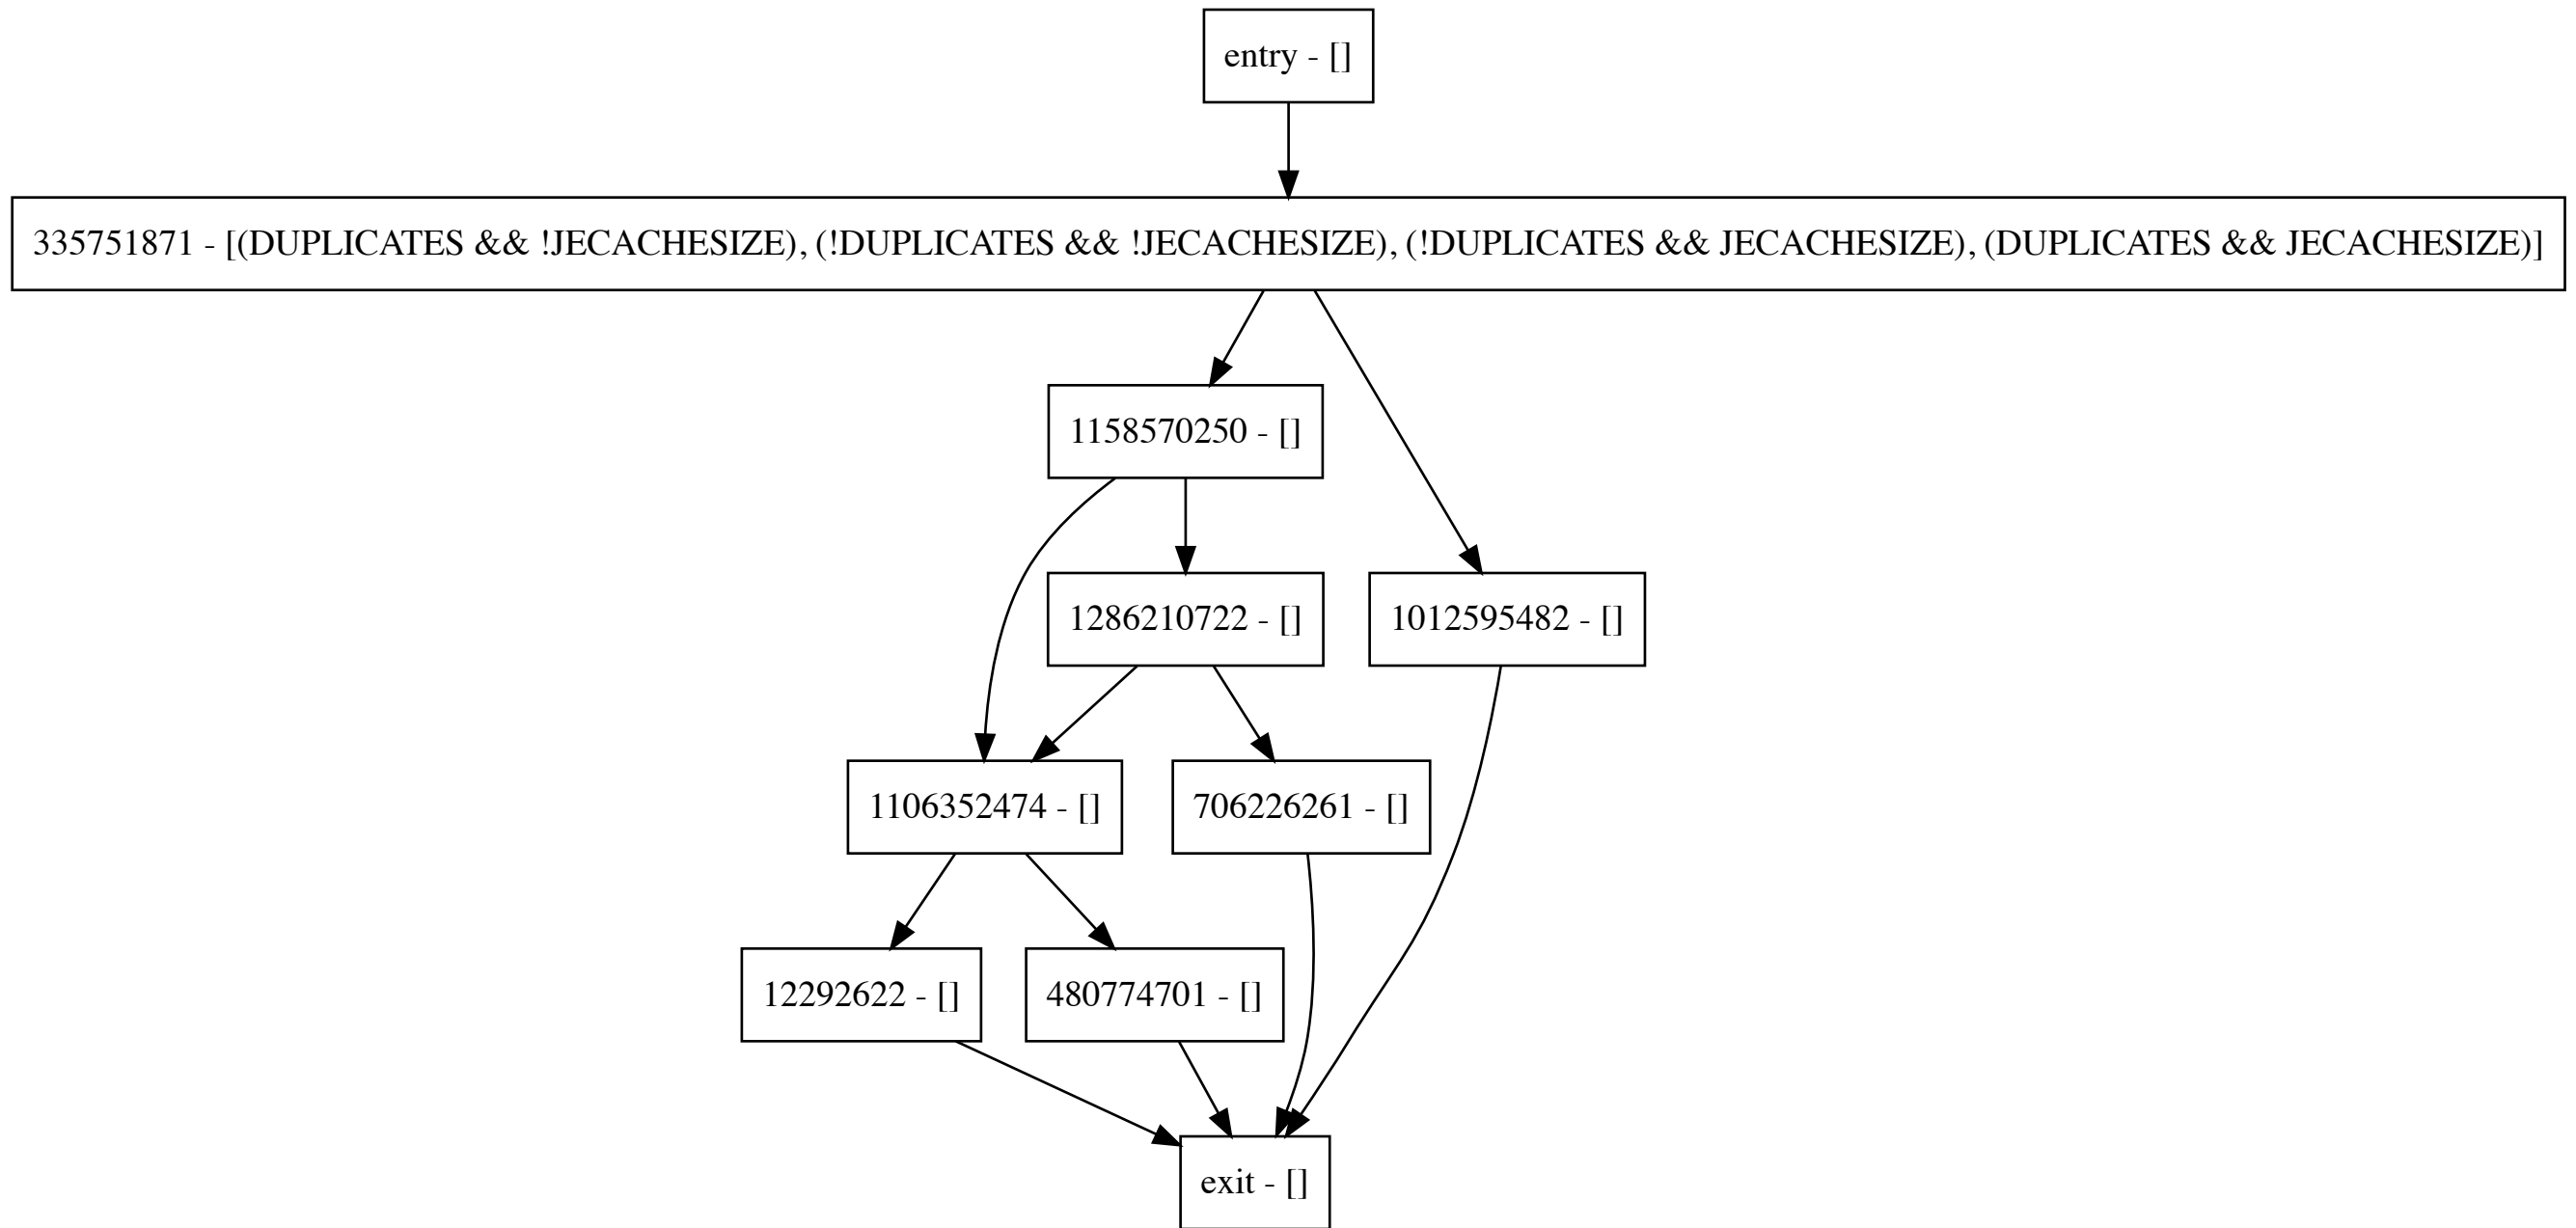 entry - []
335751871 - [(DUPLICATES && !JECACHESIZE), (!DUPLICATES && !JECACHESIZE), (!DUPLICATES && JECACHESIZE), (DUPLICATES && JECACHESIZE)]
1158570250 - []
1286210722 - []
1012595482 - []
1106352474 - []
706226261 - []
12292622 - []
480774701 - []
exit - []